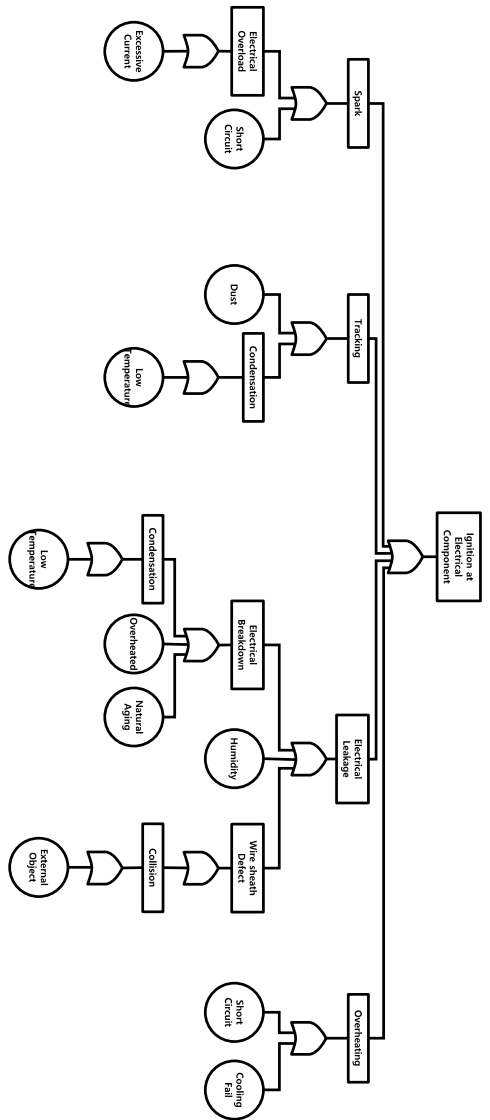 Ignition at
Electrical
Component
Spark
Tracking
Electrical
Leakage
Overheating
Electrical
Overload
Short
Circuit
Dust
Condensation
Electrical
Breakdown
Humidity
Wire sheath
Defect
Short
Circuit
Cooling
Fail
Excessive
Current
Low
Temperature
Condensation
Overheated
Natural
Aging
Collision
Low
Temperature
External
Object